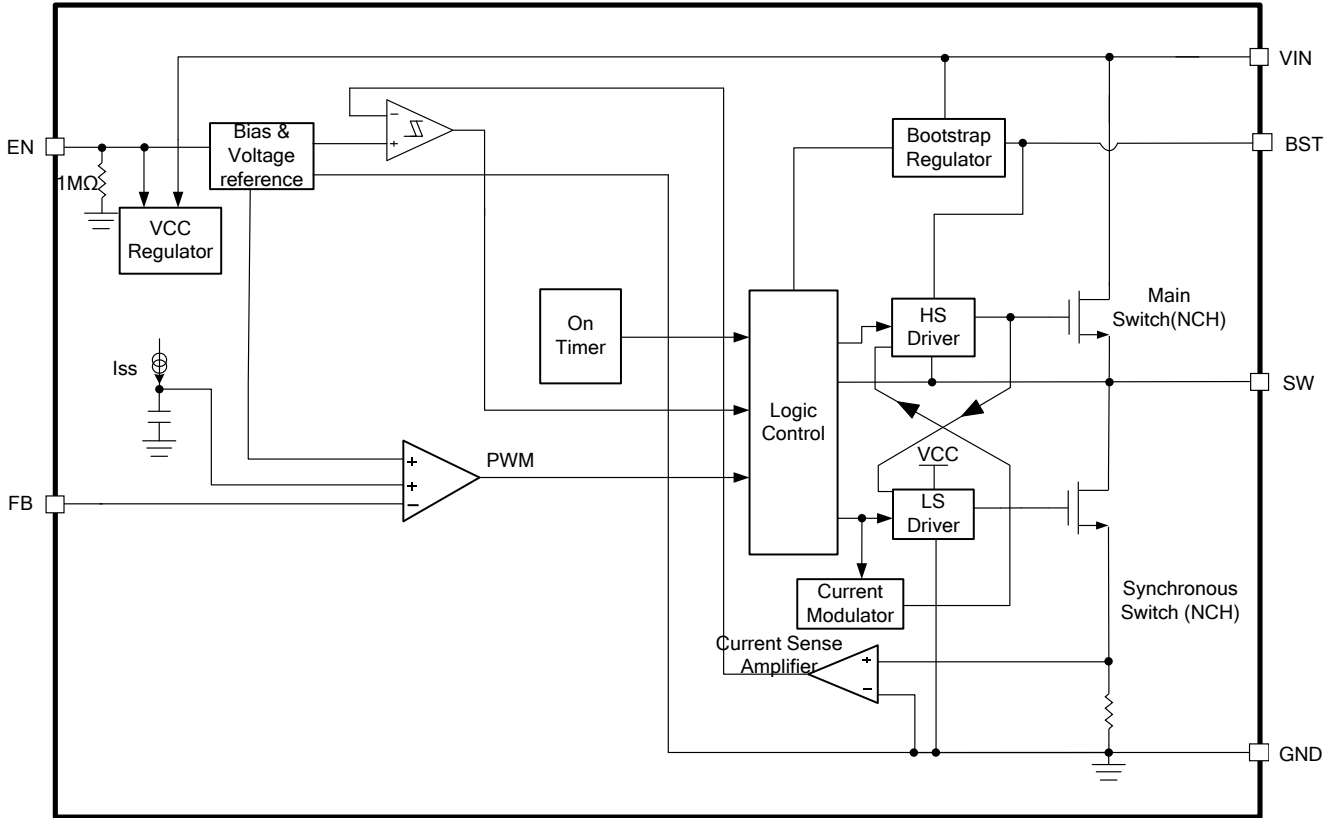 VIN
EN
Bias &
Voltage
reference
Bootstrap
Regulator
BST
1MΩ
VCC
Regulator
On
Timer
HS
Driver
Main
Switch(NCH)
Iss
SW
Logic
Control
PWM
VCC
FB
LS
Driver
Current
Modulator
Synchronous
Switch (NCH)
Current Sense
Amplifier
GND